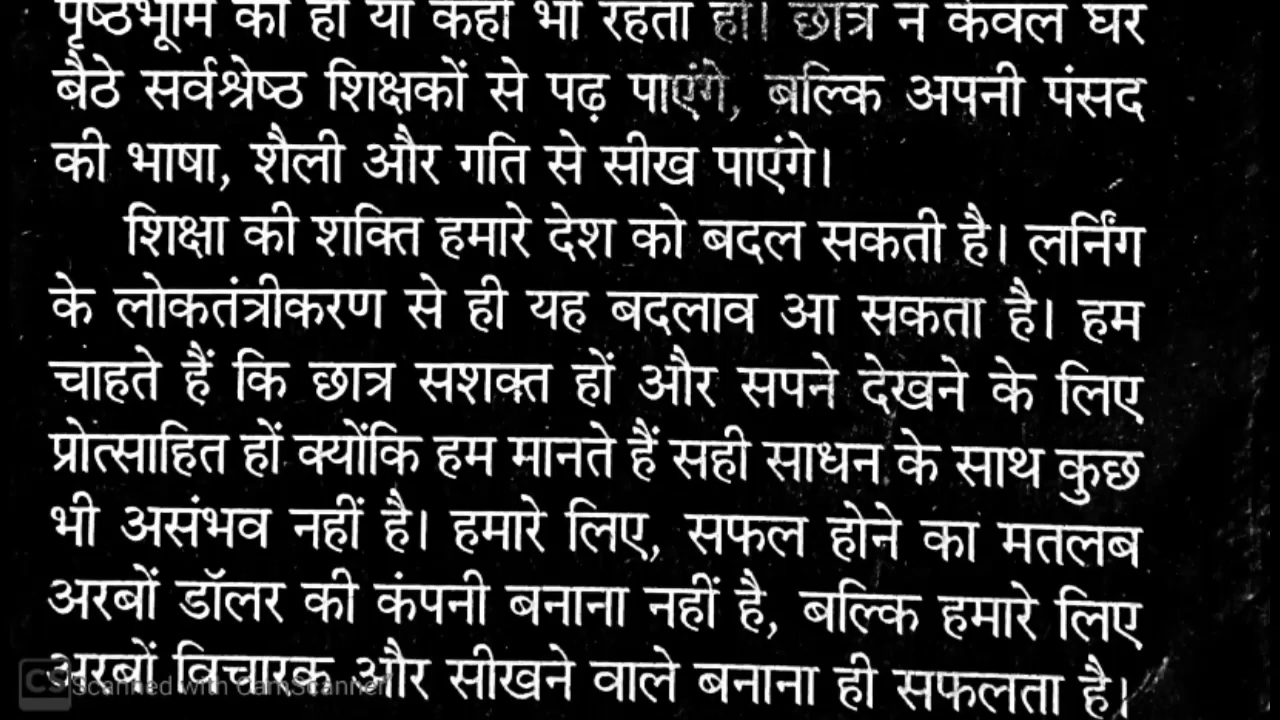 पृष्ठभूमि का हो या कहीं भी रहता हो। छात्र न केवल घर
बैठे सर्वश्रेष्ठ शिक्षकों से पढ़ पाएंगे, बल्कि अपनी पंसद
की भाषा, शैली और गति से सीख पाएंगे।
शिक्षा की शक्ति हमारे देश को बदल सकती है। लर्निंग
के लोकतंत्रीकरण से ही यह बदलाव आ सकता है। हम
चाहते हैं कि छात्र सशक्त हों और सपने देखने के लिए
प्रोत्साहित हों क्योंकि हम मानते हैं सही साधन के साथ कुछ
भी असंभव नहीं है। हमारे लिए, सफल होने का मतलब
अरबों डॉलर की कंपनी बनाना नहीं है, बल्कि हमारे लिए
अरबों विचारक और सीखने वाले बनाना ही सफलता है।
CS Scanned with CamScanner